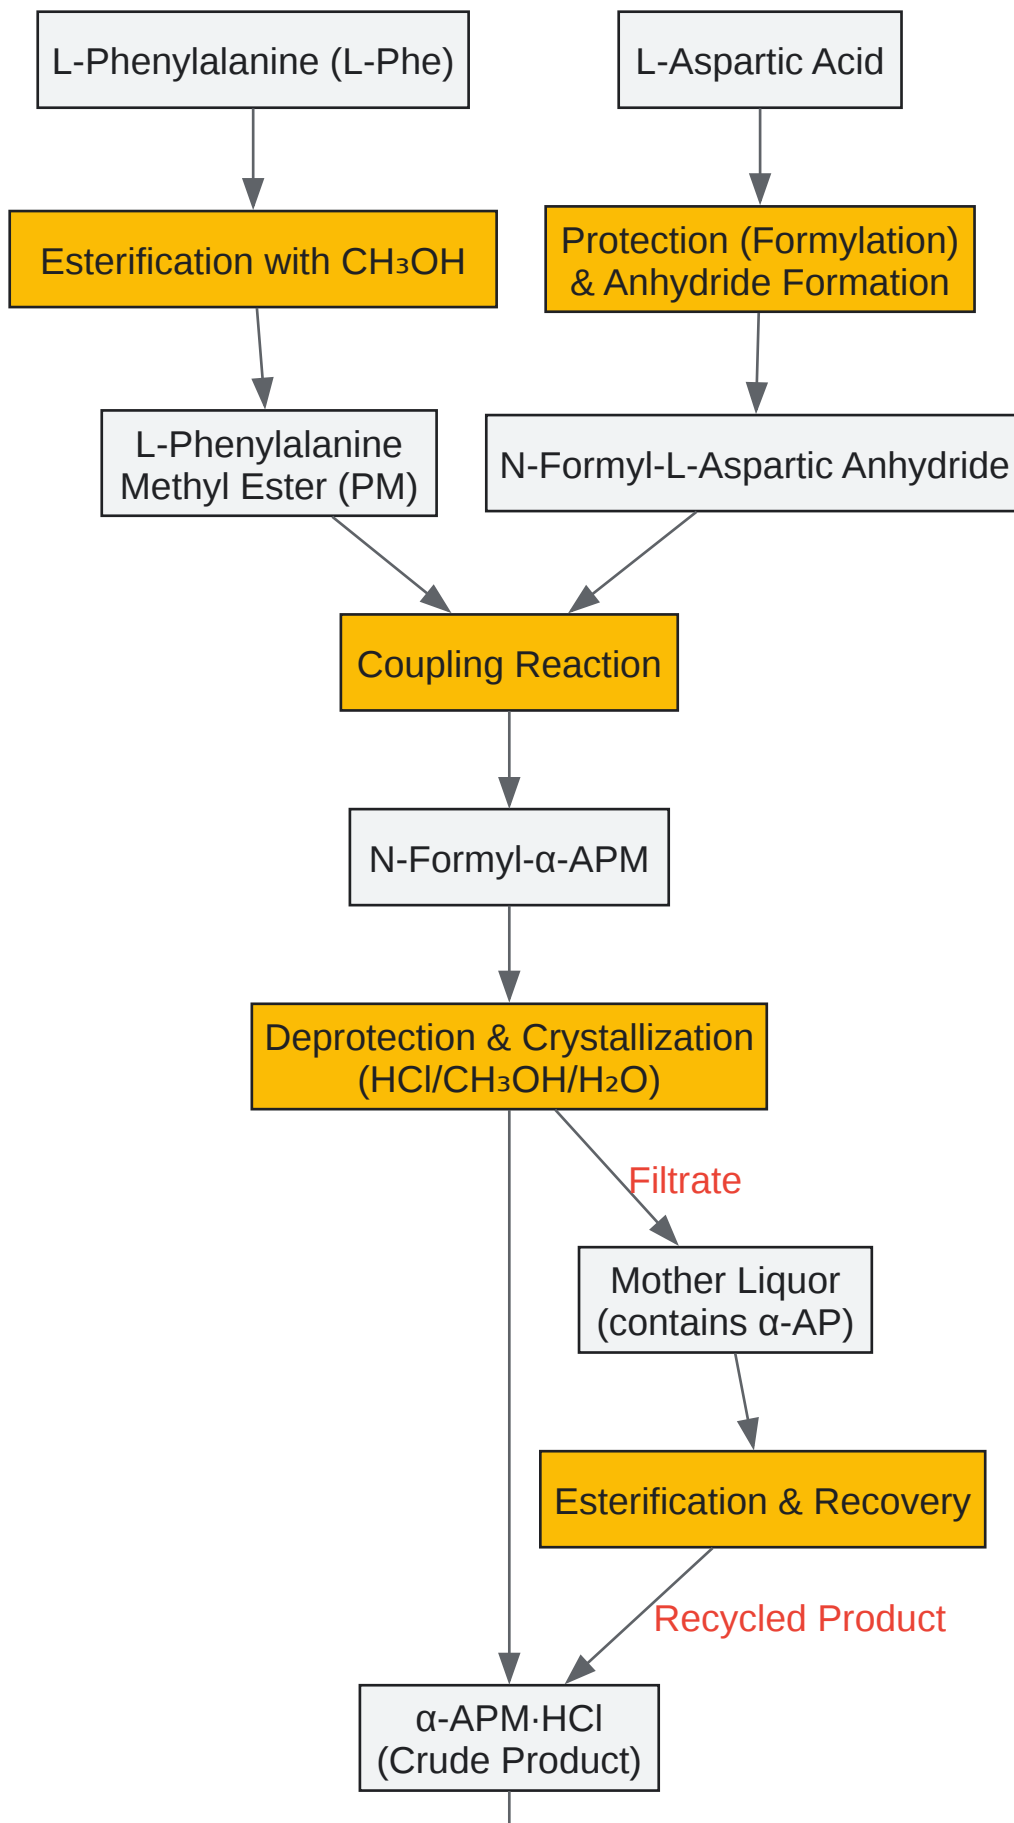 L-Phenylalanine (L-Phe)
L-Aspartic Acid
Esterification with CH₃OH
Protection (Formylation)
& Anhydride Formation
L-Phenylalanine
Methyl Ester (PM)
N-Formyl-L-Aspartic Anhydride
Coupling Reaction
N-Formyl-α-APM
Deprotection & Crystallization
(HCl/CH₃OH/H₂O)
Filtrate
Mother Liquor
(contains α-AP)
Esterification & Recovery
Recycled Product
α-APM·HCl
(Crude Product)